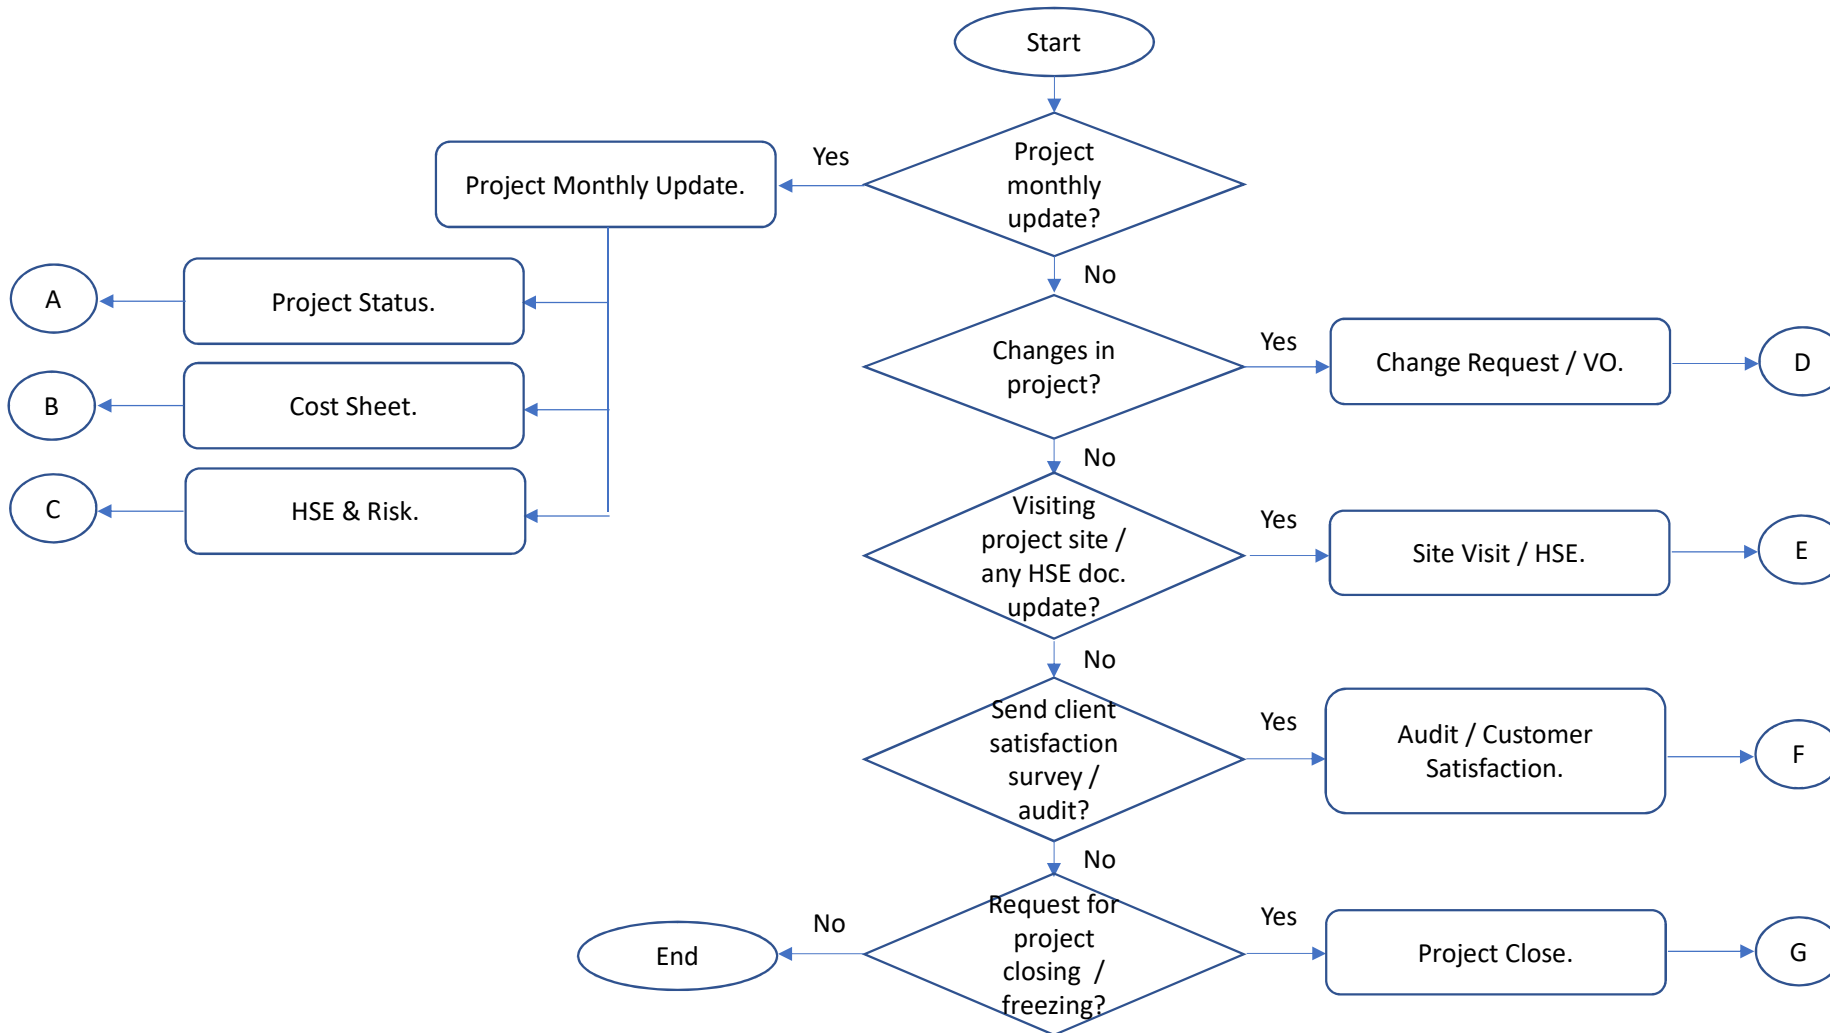 Start
Project
monthly
update?
Yes
Project Monthly Update.
No
A
Project Status.
B
Cost Sheet.
C
HSE & Risk.
Changes in
project?
Yes
Change Request / VO.
D
No
Visiting
project site /
any HSE doc.
update?
Yes
Site Visit / HSE.
E
No
Send client
satisfaction
survey /
audit?
Yes
Audit / Customer
Satisfaction.
F
No
Request for
project
closing  /
freezing?
No
End
Yes
Project Close.
G